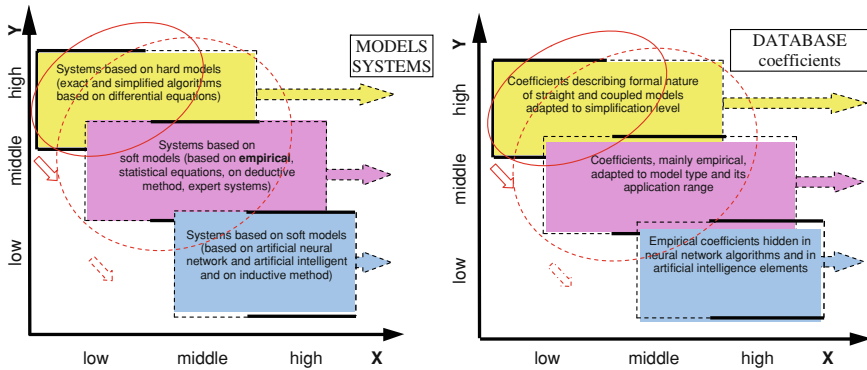 Y
MODELS
SYSTEMS
high
middle
low
Systems based on hard models
(exact and simplified algorithms
based on differential equations)
Systems based on
soft models (based on empirical,
statistical equations, on deductive
method, expert systems)
Systems based on soft models
(based on artificial neural
network and artificial intelligent
and on inductive method)
low
middle
high
X
Y
DATABASE
coefficients
high
middle
low
Coefficients describing formal nature
of straight and coupled models
adapted to simplification level
Coefficients, mainly empirical,
adapted to model type and its
application range
Empirical coefficients hidden in
neural network algorithms and in
artificial intelligence elements
low
middle
high
X